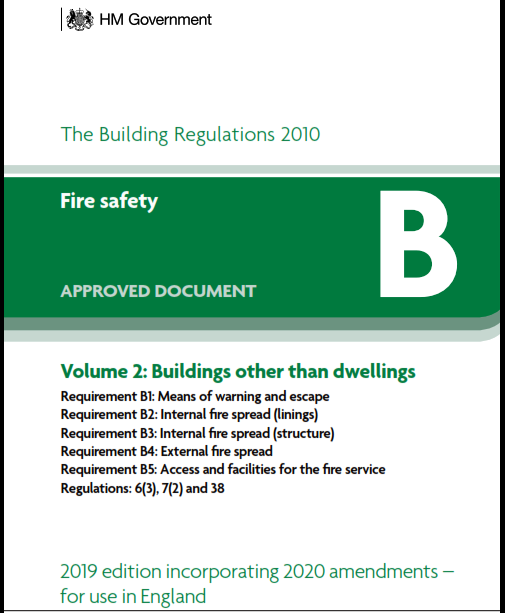 HM Government
The Building Regulations 2010
Fire safety
B
APPROVED DOCUMENT
Volume 2: Buildings other than dwellings
Requirement B1: Means of warning and escape
Requirement B2: Internal fire spread (linings)
Requirement B3: Internal fire spread (structure)
Requirement B4: External fire spread
Requirement B5: Access and facilities for the fire service
Regulations: 6(3), 7(2) and 38
2019 edition incorporating 2020 amendments –
for use in England